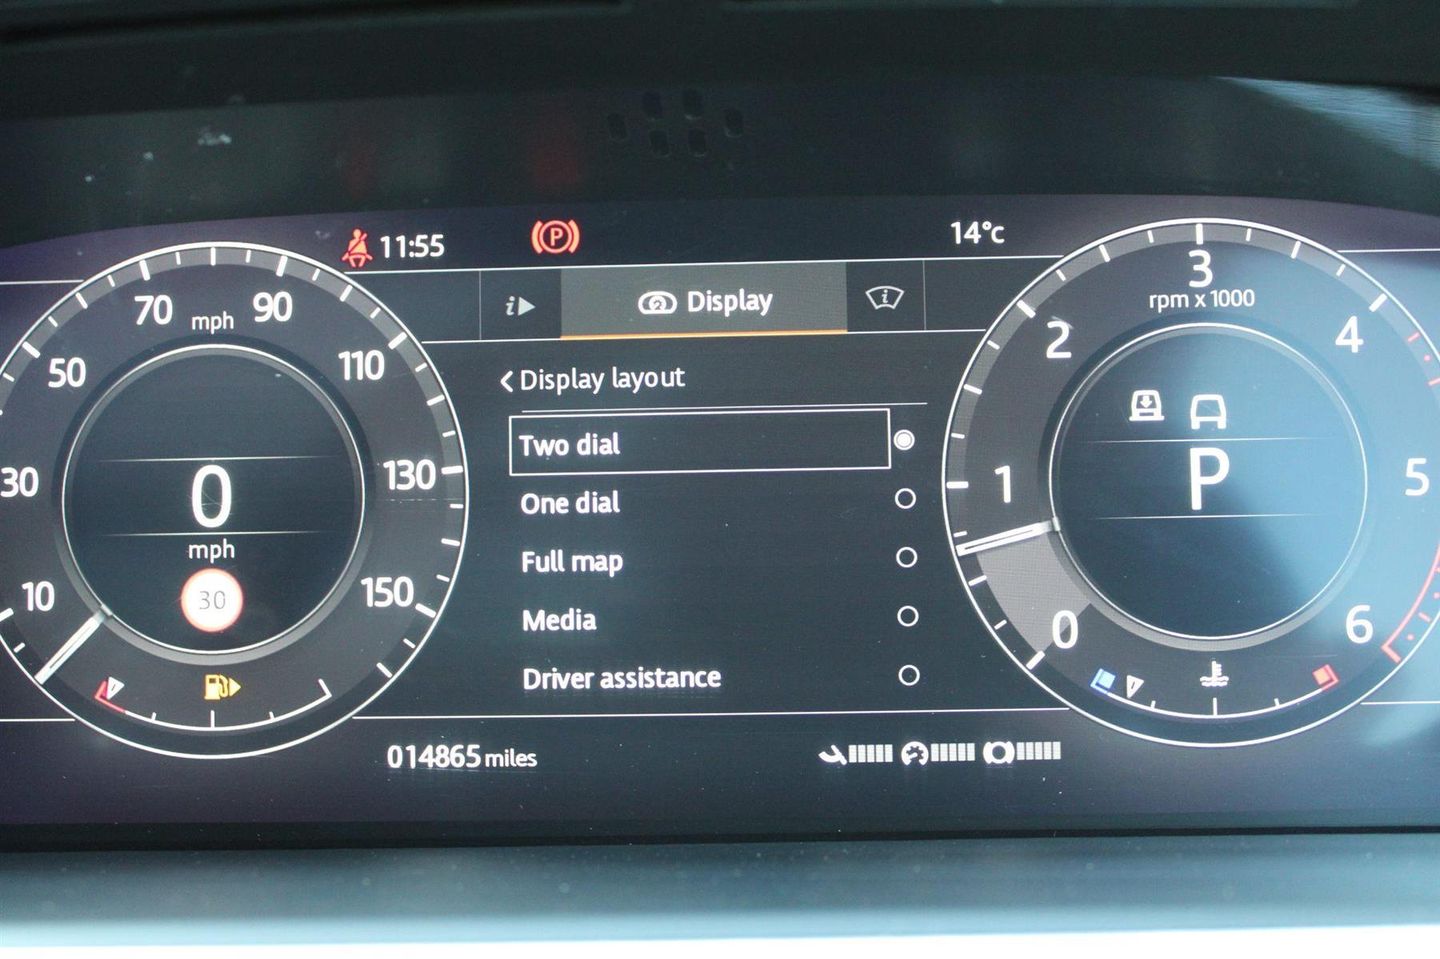 11:55
P
14°c
i
Display
i
70
mph
90
50
110
30
130
10
150
0
mph
30
Display layout
Two dial
One dial
Full map
Media
Driver assistance
3
rpm x 1000
2
4
1
5
0
6
P
014865 miles